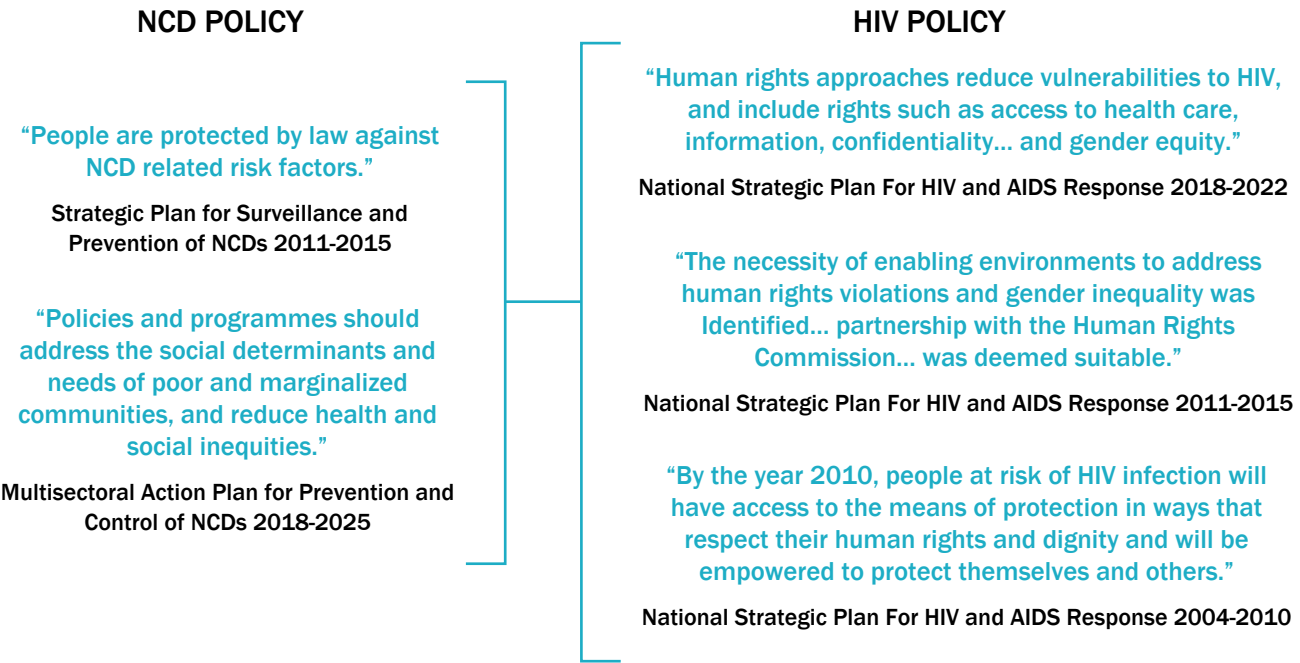 NCD POLICY
“People are protected by law against
NCD related risk factors.”
Strategic Plan for Surveillance and
Prevention of NCDs 2011-2015
“Policies and programmes should
address the social determinants and
needs of poor and marginalized
communities, and reduce health and
social inequities.”
Multisectoral Action Plan for Prevention and
Control of NCDs 2018-2025
HIV POLICY
“Human rights approaches reduce vulnerabilities to HIV,
and include rights such as access to health care,
information, confidentiality... and gender equity.”
National Strategic Plan For HIV and AIDS Response 2018-2022
“The necessity of enabling environments to address
human rights violations and gender inequality was
Identified... partnership with the Human Rights
Commission... was deemed suitable.”
National Strategic Plan For HIV and AIDS Response 2011-2015
“By the year 2010, people at risk of HIV infection will
have access to the means of protection in ways that
respect their human rights and dignity and will be
empowered to protect themselves and others.”
National Strategic Plan For HIV and AIDS Response 2004-2010